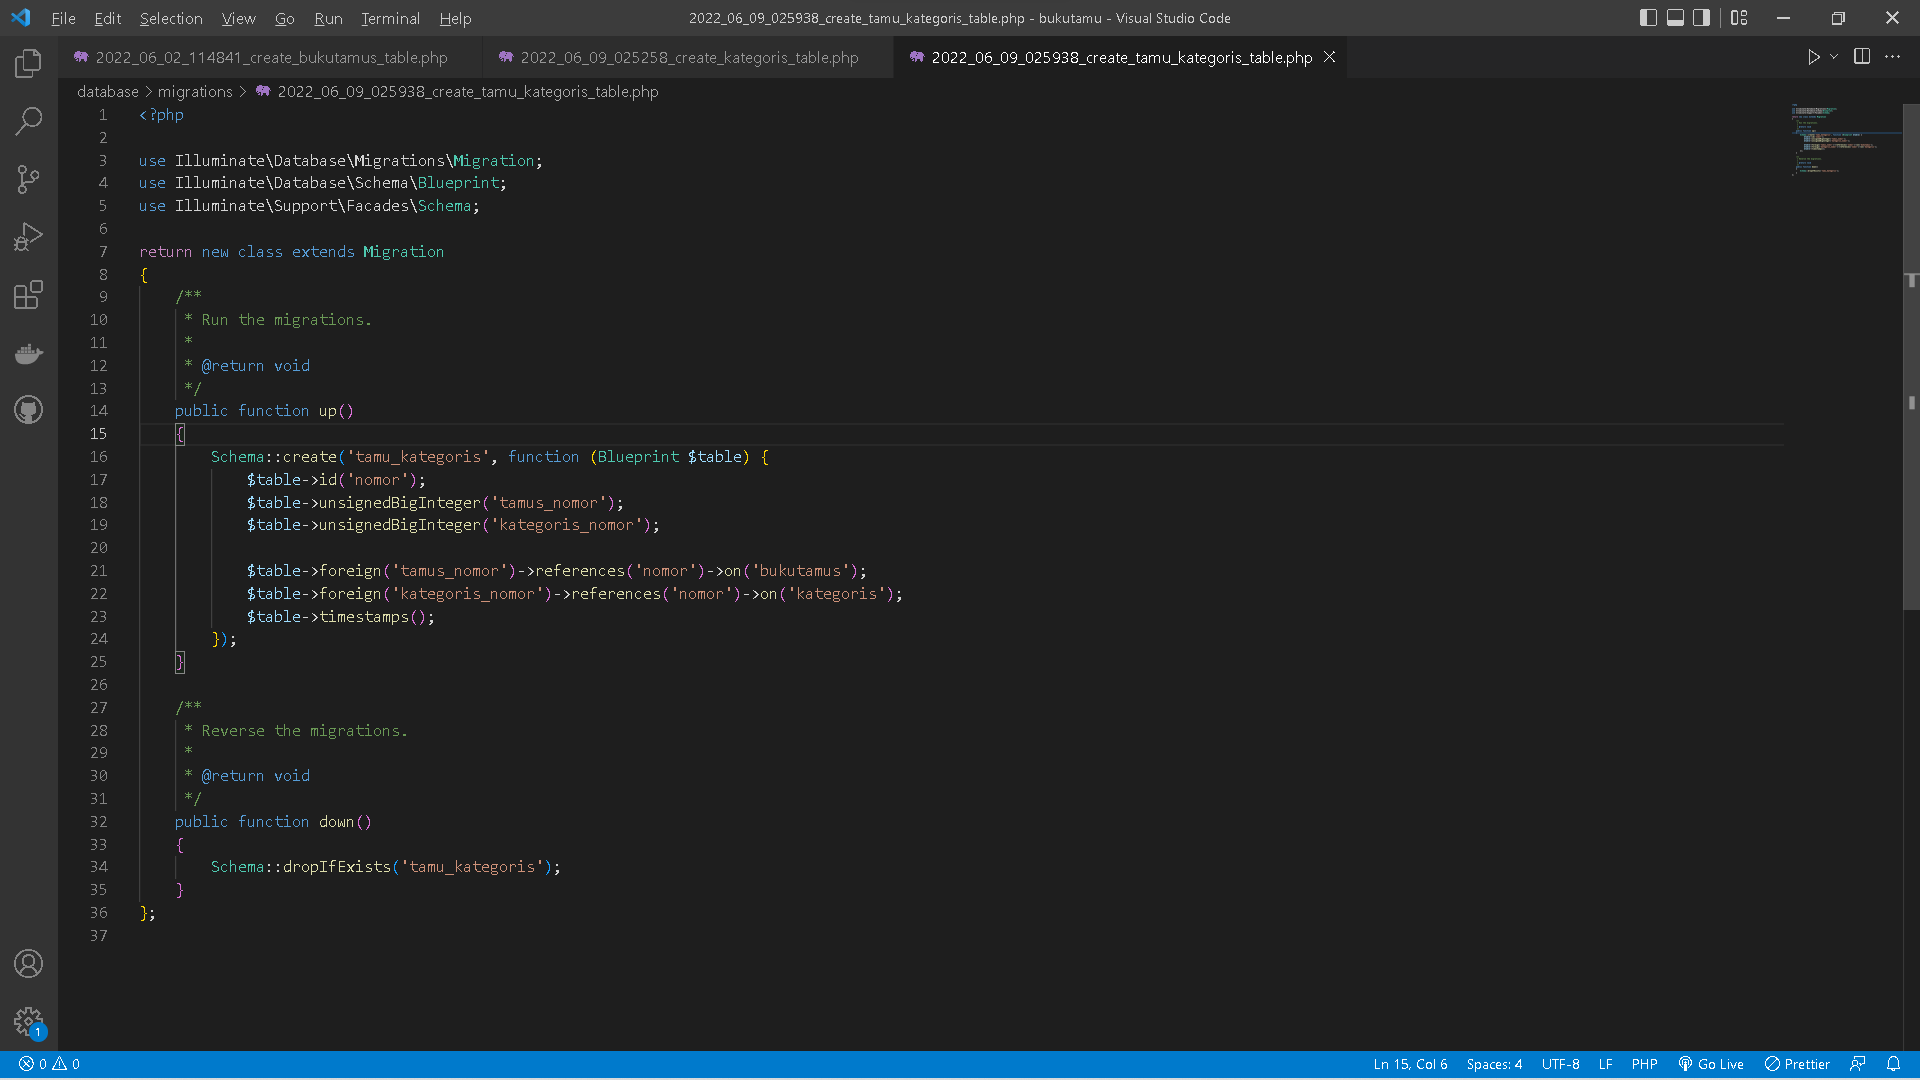 File Edit Selection View Go Run Terminal Help
2022_06_09_025938_create_tamu_kategoris_table.php - bukutamu - Visual Studio Code
2022_06_02_114841_create_bukutamus_table.php
2022_06_09_025258_create_kategoris_table.php
2022_06_09_025938_create_tamu_kategoris_table.php
database > migrations > 2022_06_09_025938_create_tamu_kategoris_table.php
1 <?php
2
3 use Illuminate\Database\Migrations\Migration;
4 use Illuminate\Database\Schema\Blueprint;
5 use Illuminate\Support\Facades\Schema;
6
7 return new class extends Migration
8 {
9 /**
10 * Run the migrations.
11 *
12 * @return void
13 */
14 public function up()
15 {
16 Schema::create('tamu_kategoris', function (Blueprint $table) {
17 $table->id('nomor');
18 $table->unsignedBigInteger('tamus_nomor');
19 $table->unsignedBigInteger('kategoris_nomor');
20
21 $table->foreign('tamus_nomor')->references('nomor')->on('bukutamus');
22 $table->foreign('kategoris_nomor')->references('nomor')->on('kategoris');
23 $table->timestamps();
24 });
25 }
26
27 /**
28 * Reverse the migrations.
29 *
30 * @return void
31 */
32 public function down()
33 {
34 Schema::dropIfExists('tamu_kategoris');
35 }
36 };
37
1
0 0
Ln 15, Col 6 Spaces: 4 UTF-8 LF PHP Go Live Prettier